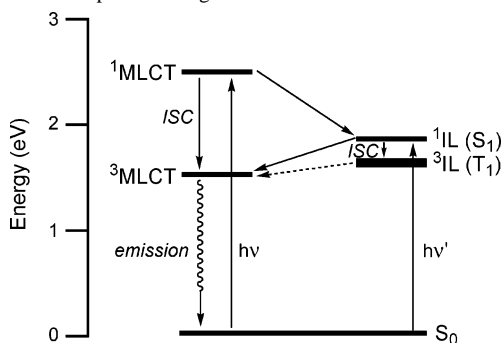 3
¹MLCT
ISC
2
¹IL (S₁)
ISC
³IL (T₁)
³MLCT
Energy (eV)
1
emission hν hν'
0 S₀